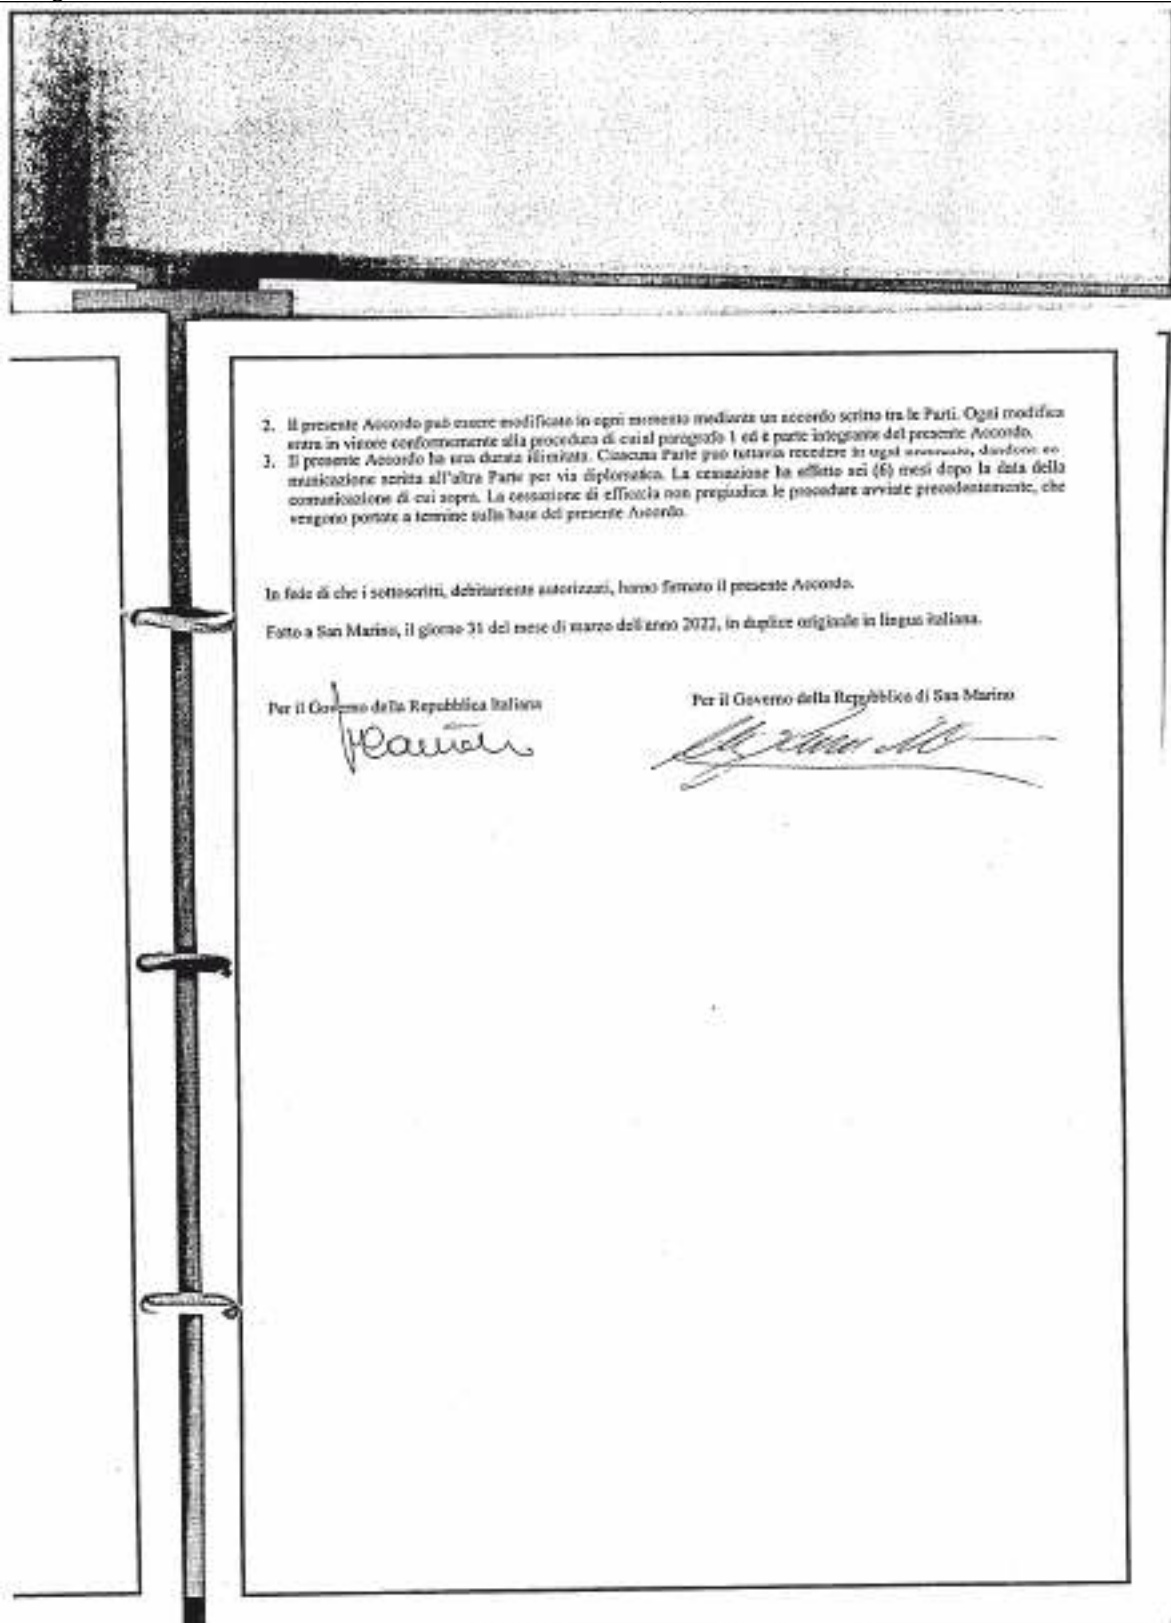 2. Il presente Accordo può essere modificato in ogni momento mediante un accordo scritto tra le Parti. Ogni modifica
entra in vigore conformemente alla procedura di cui al paragrafo 1 ed è parte integrante del presente Accordo.
3. Il presente Accordo ha una durata illimitata. Ciascuna Parte può tuttavia recedere in ogni momento, dandone co-
municazione scritta all'altra Parte per via diplomatica. La cessazione ha effetto sei (6) mesi dopo la data della
comunicazione di cui sopra. La cessazione di efficacia non pregiudica le procedure avviate precedentemente, che
vengono portate a termine sulla base del presente Accordo.
In fede di che i sottoscritti, debitamente autorizzati, hanno firmato il presente Accordo.
Fatto a San Marino, il giorno 31 del mese di marzo dell'anno 2022, in duplice originale in lingua italiana.
Per il Governo della Repubblica Italiana
Per il Governo della Repubblica di San Marino